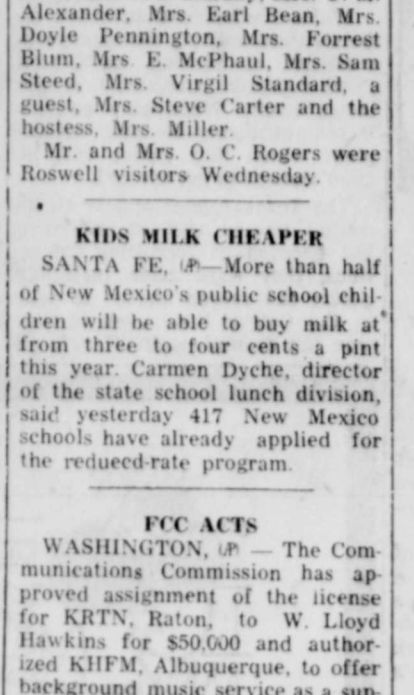 Alexander, Mrs. Earl Bean, Mrs.
Doyle Pennington, Mrs. Forrest
Blum, Mrs E. McPhaul, Mrs. Sam
Steed, Mrs. Virgil Standard, a
guest, Mrs. Steve Carter and the
hostess, Mrs. Miller.
Mr. and Mrs. O. C. Rogers were
Roswell visitors Wednesday.
KIDS MILK CHEAPER
SANTA FE, (AP)—More than half
of New Mexico's public school chil-
dren will be able to buy milk at
from three to four cents a pint
this year. Carmen Dyche, director
of the state school lunch division,
said yesterday 417 New Mexico
schools have already applied for
the reduecd-rate program.
FCC ACTS
WASHINGTON, (AP) — The Com-
munications Commission has ap-
proved assignment of the license
for KRTN, Raton, to W. Lloyd
Hawkins for $50,000 and author-
ized KHFM, Albuquerque, to offer
background music service as a sub-